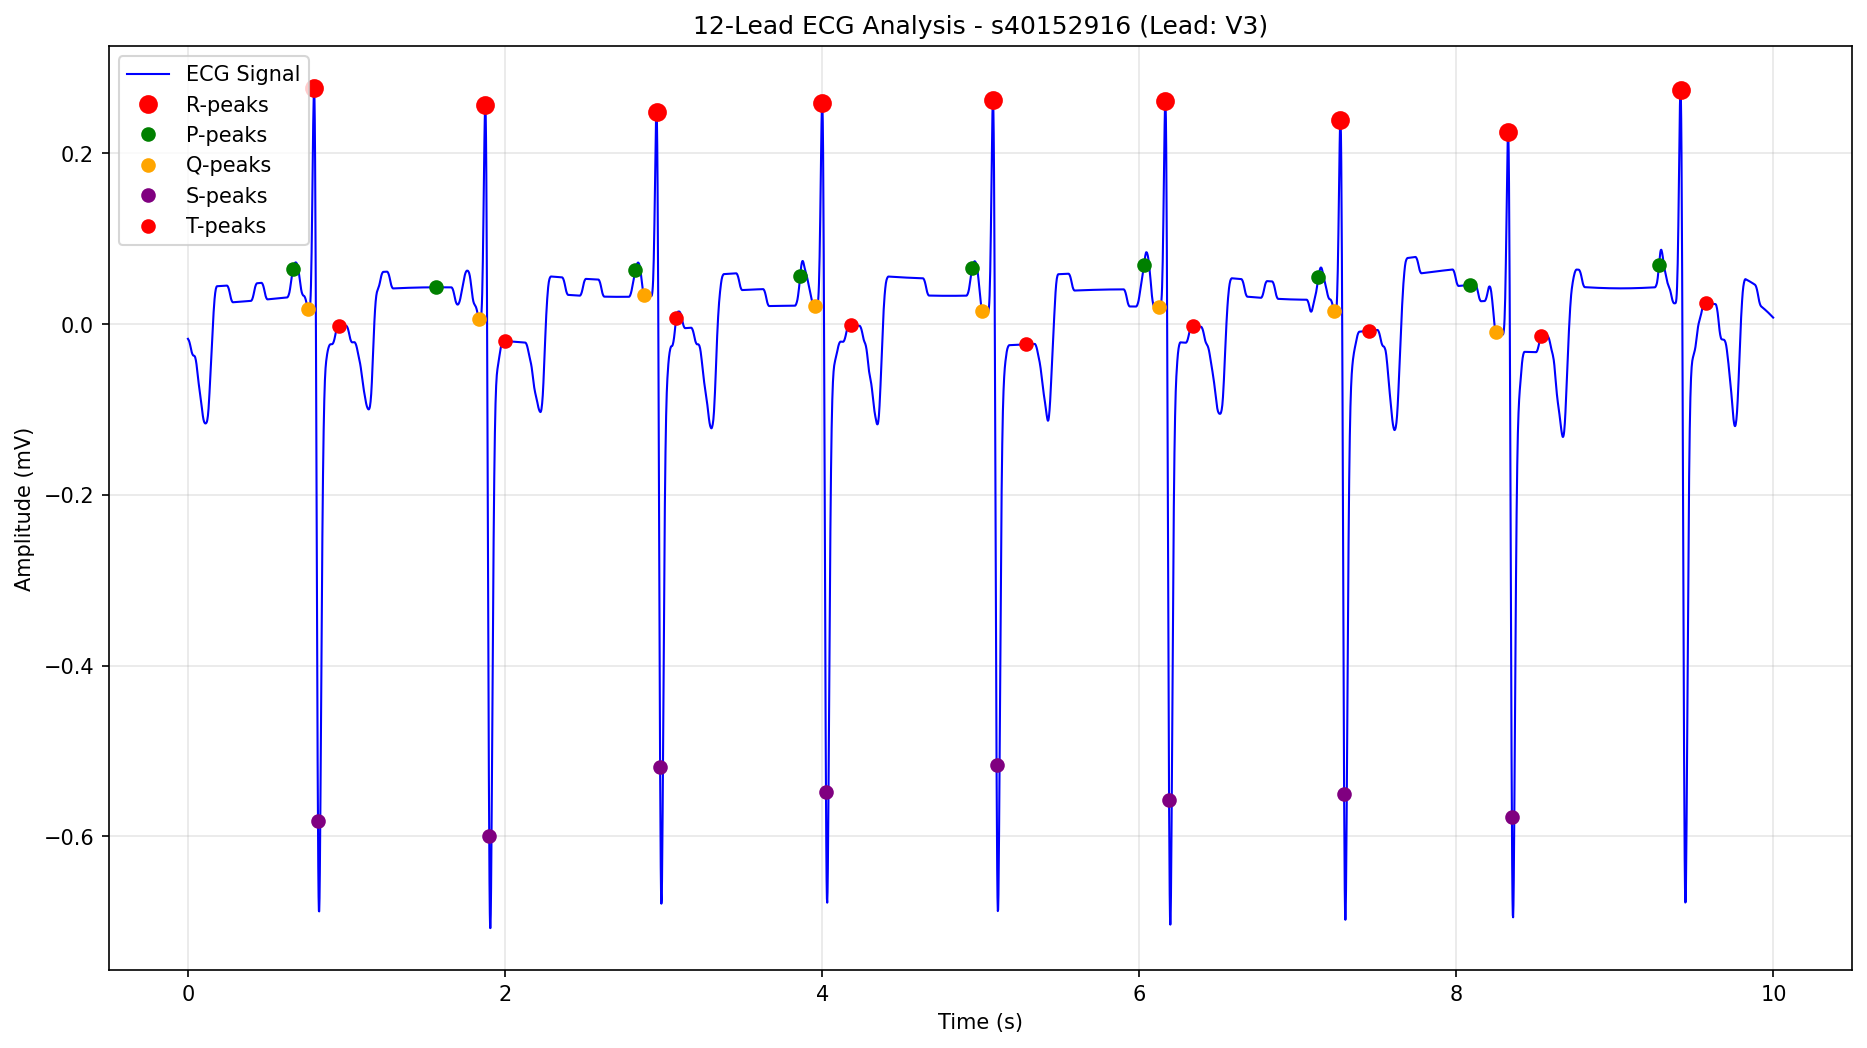 12-Lead ECG Analysis - s40152916 (Lead: V3)
ECG Signal
R-peaks
P-peaks
Q-peaks
S-peaks
T-peaks
Amplitude (mV)
0.2
0.0
−0.2
−0.4
−0.6
0 2 4 6 8 10
Time (s)